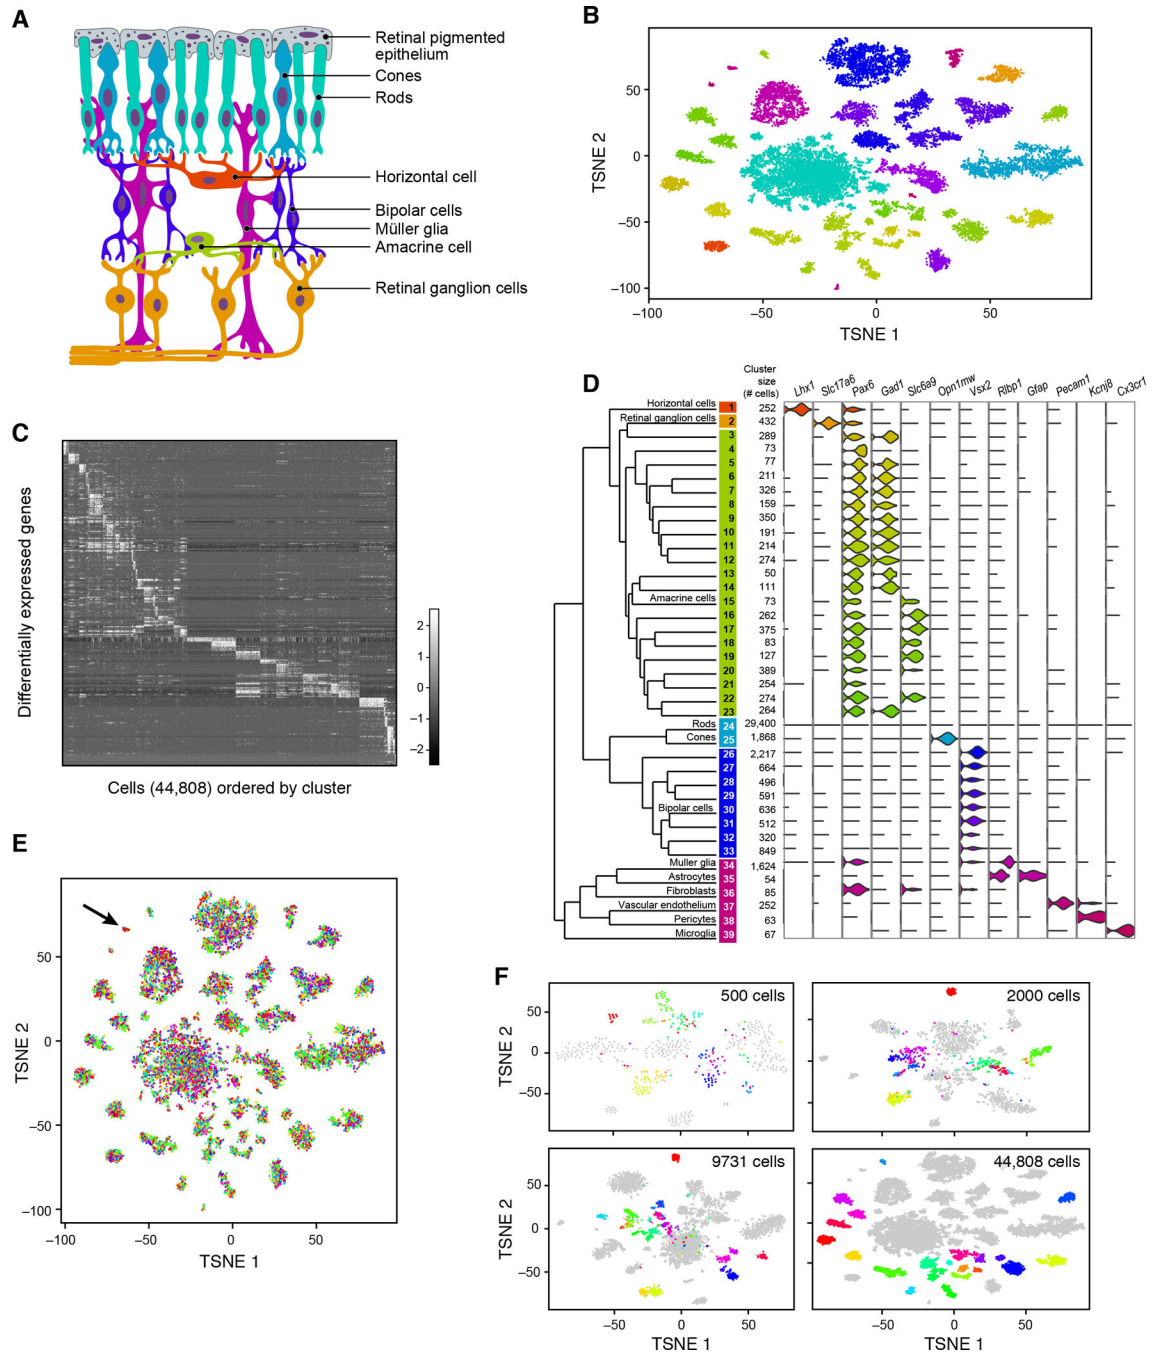 A
Retinal pigmented
epithelium
Cones
Rods
Horizontal cell
Bipolar cells
Müller glia
Amacrine cell
Retinal ganglion cells
B
TSNE 2
50
0
−50
−100
−100
−50
0
50
TSNE 1
C
Differentially expressed genes
2
1
0
−1
−2
Cells (44,808) ordered by cluster
D
Cluster
size
(# cells)
Lhx1
Slc17a6
Pax6
Gad1
Slc6a9
Opn1mw
Vsx2
Rlbp1
Gfap
Pecam1
Kcnj8
Cx3cr1
Horizontal cells 1 252
Retinal ganglion cells 2 432
3 289
4 73
5 77
6 211
7 326
8 159
9 350
10 191
11 214
12 274
13 50
14 111
Amacrine cells 15 73
16 262
17 375
18 83
19 127
20 389
21 254
22 274
23 264
Rods 24 29,400
Cones 25 1,868
26 2,217
27 664
28 496
29 591
Bipolar cells 30 636
31 512
32 320
33 849
Muller glia 34 1,624
Astrocytes 35 54
Fibroblasts 36 85
Vascular endothelium 37 252
Pericytes 38 63
Microglia 39 67
E
TSNE 2
50
0
−50
−100
−100
−50
0
50
TSNE 1
F
500 cells
2000 cells
TSNE 2
50
0
−50
9731 cells
44,808 cells
TSNE 2
50
0
−50
−50
0
50
−50
0
50
TSNE 1
TSNE 1